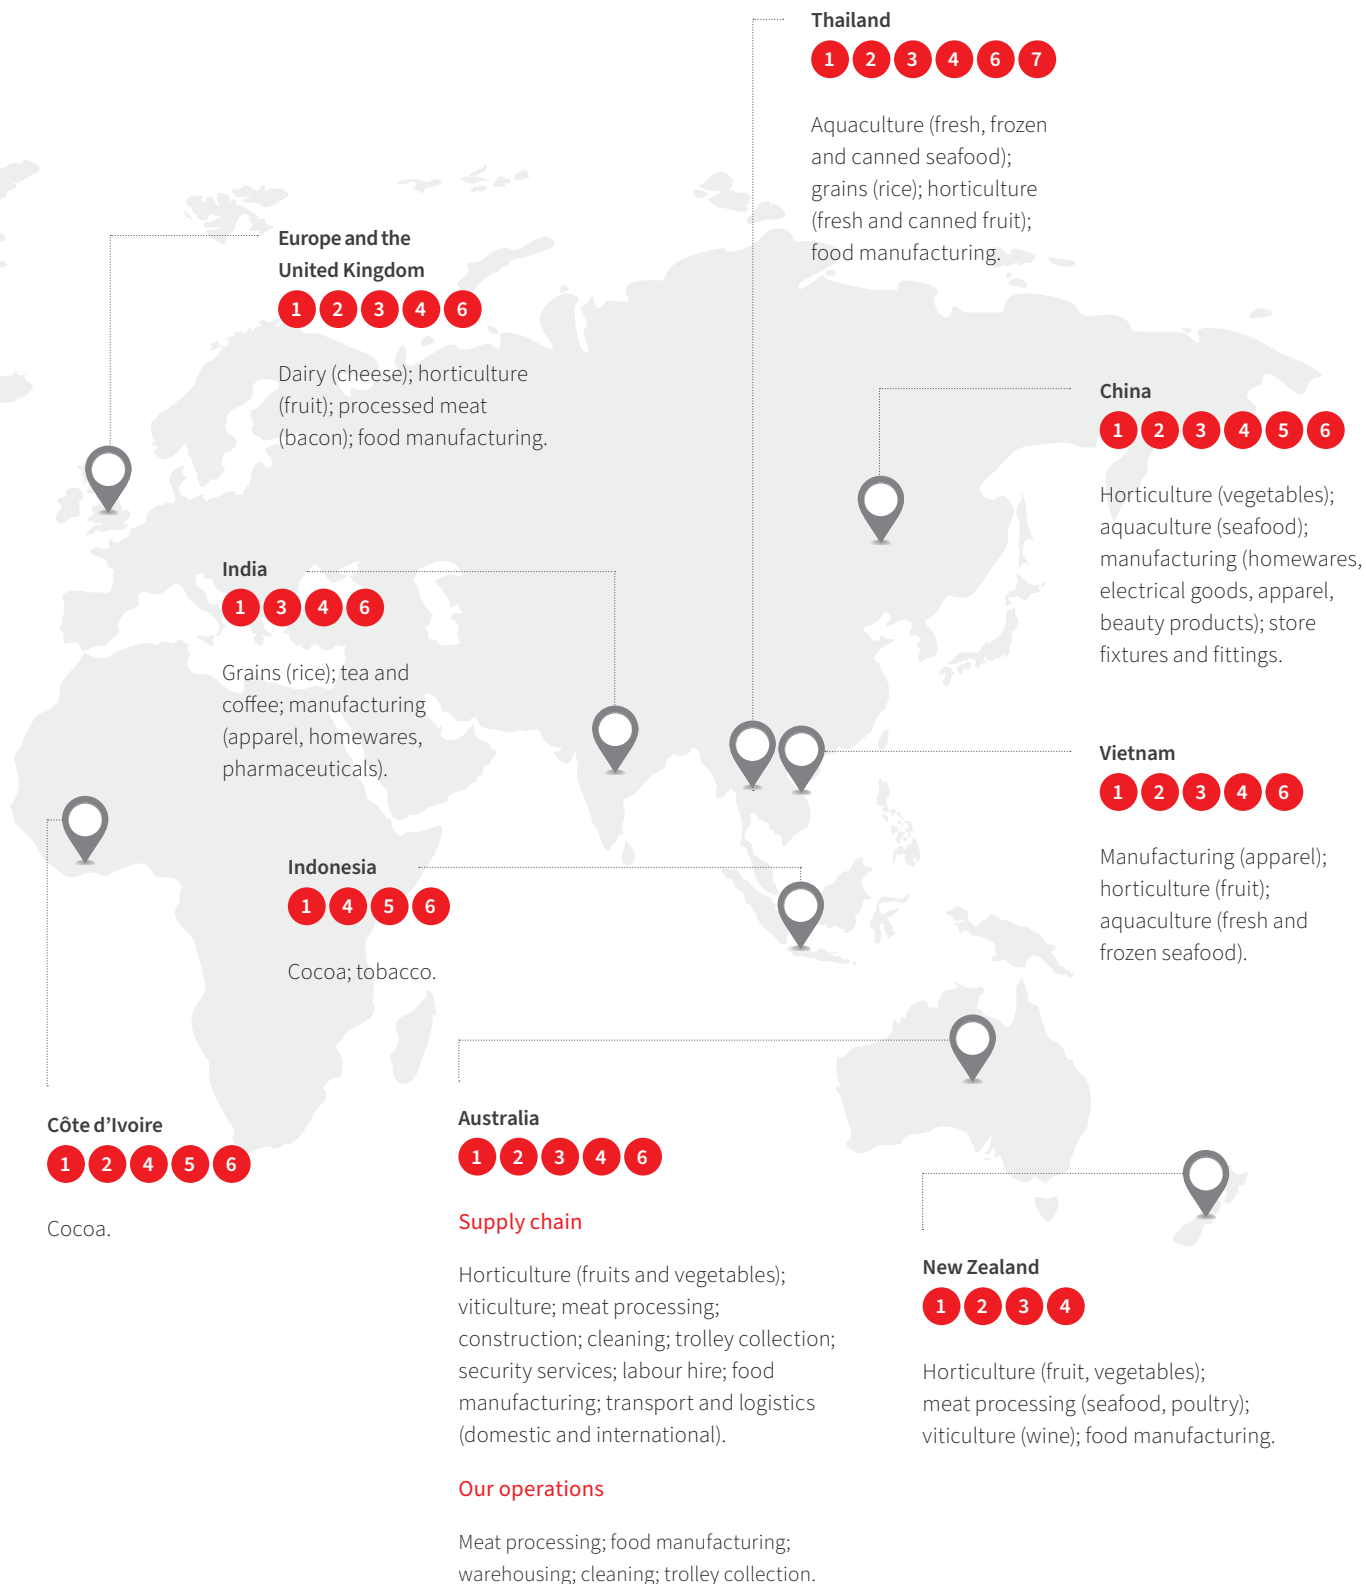 Thailand
1 2 3 4 6 7
Aquaculture (fresh, frozen
and canned seafood);
grains (rice); horticulture
(fresh and canned fruit);
food manufacturing.
Europe and the
United Kingdom
1 2 3 4 6
Dairy (cheese); horticulture
(fruit); processed meat
(bacon); food manufacturing.
China
1 2 3 4 5 6
Horticulture (vegetables);
aquaculture (seafood);
manufacturing (homewares,
electrical goods, apparel,
beauty products); store
fixtures and fittings.
India
1 3 4 6
Grains (rice); tea and
coffee; manufacturing
(apparel, homewares,
pharmaceuticals).
Vietnam
1 2 3 4 6
Manufacturing (apparel);
horticulture (fruit);
aquaculture (fresh and
frozen seafood).
Indonesia
1 4 5 6
Cocoa; tobacco.
Côte d’Ivoire
1 2 4 5 6
Cocoa.
Australia
1 2 3 4 6
Supply chain
Horticulture (fruits and vegetables);
viticulture; meat processing;
construction; cleaning; trolley collection;
security services; labour hire; food
manufacturing; transport and logistics
(domestic and international).
Our operations
Meat processing; food manufacturing;
warehousing; cleaning; trolley collection.
New Zealand
1 2 3 4
Horticulture (fruit, vegetables);
meat processing (seafood, poultry);
viticulture (wine); food manufacturing.